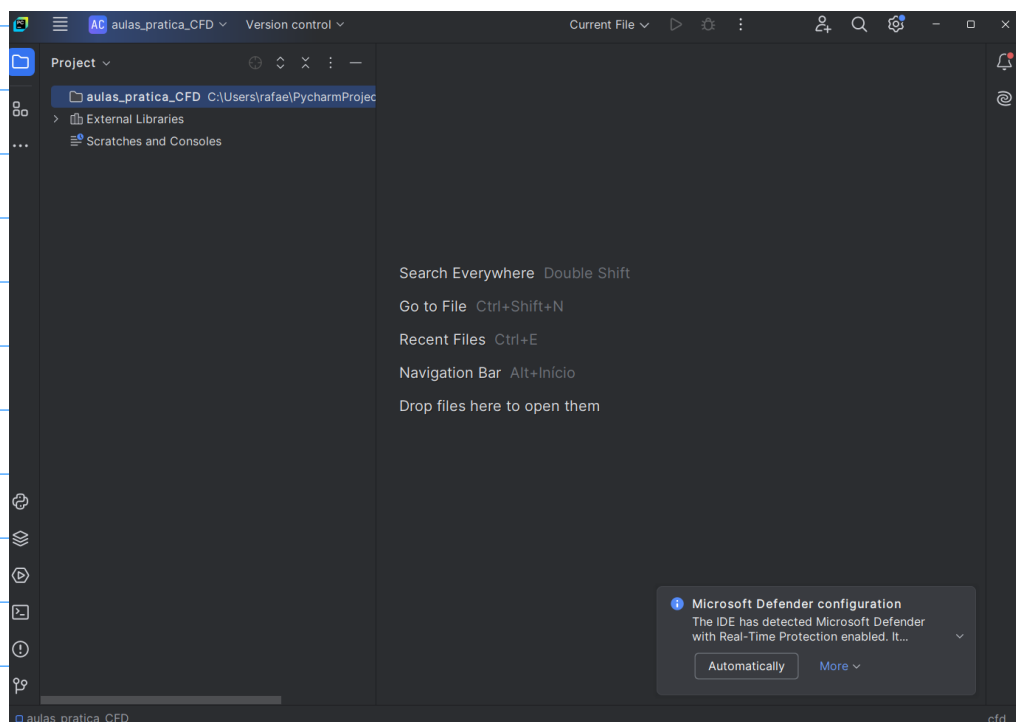 AC aulas_pratica_CFD Version control Current File
Project
aulas_pratica_CFD C:\Users\rafae\PycharmProjec
External Libraries
Scratches and Consoles
Search Everywhere Double Shift
Go to File Ctrl+Shift+N
Recent Files Ctrl+E
Navigation Bar Alt+Início
Drop files here to open them
Microsoft Defender configuration
The IDE has detected Microsoft Defender
with Real-Time Protection enabled. It...
Automatically More
aulas_pratica_CFD cfd